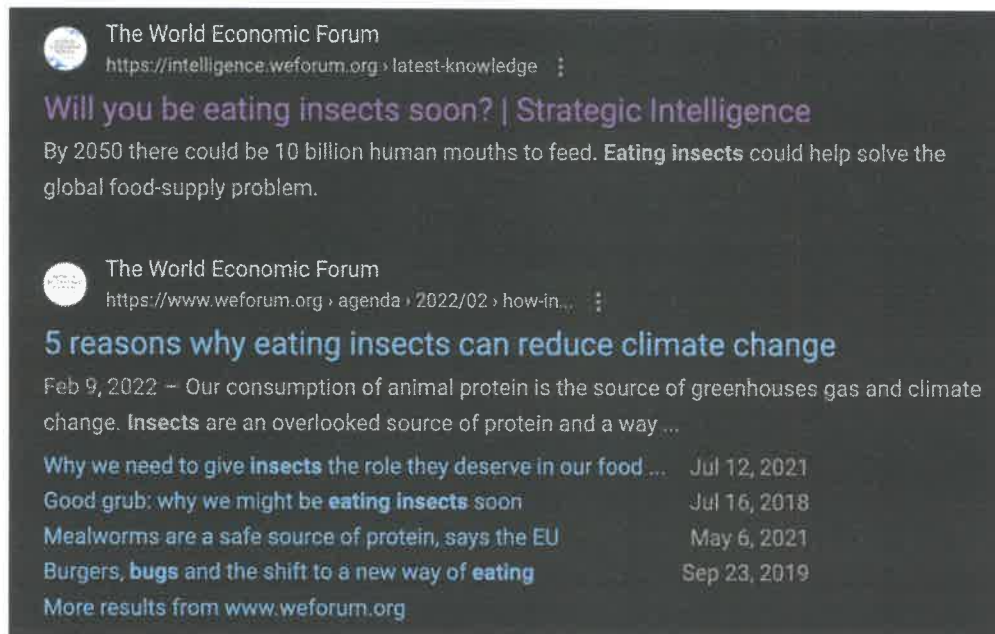 The World Economic Forum
https://intelligence.weforum.org › latest-knowledge
Will you be eating insects soon? | Strategic Intelligence
By 2050 there could be 10 billion human mouths to feed. Eating insects could help solve the
global food-supply problem.
The World Economic Forum
https://www.weforum.org › agenda › 2022/02 › how-in...
5 reasons why eating insects can reduce climate change
Feb 9, 2022 — Our consumption of animal protein is the source of greenhouses gas and climate
change. Insects are an overlooked source of protein and a way ...
Why we need to give insects the role they deserve in our food ... Jul 12, 2021
Good grub: why we might be eating insects soon Jul 16, 2018
Mealworms are a safe source of protein, says the EU May 6, 2021
Burgers, bugs and the shift to a new way of eating Sep 23, 2019
More results from www.weforum.org